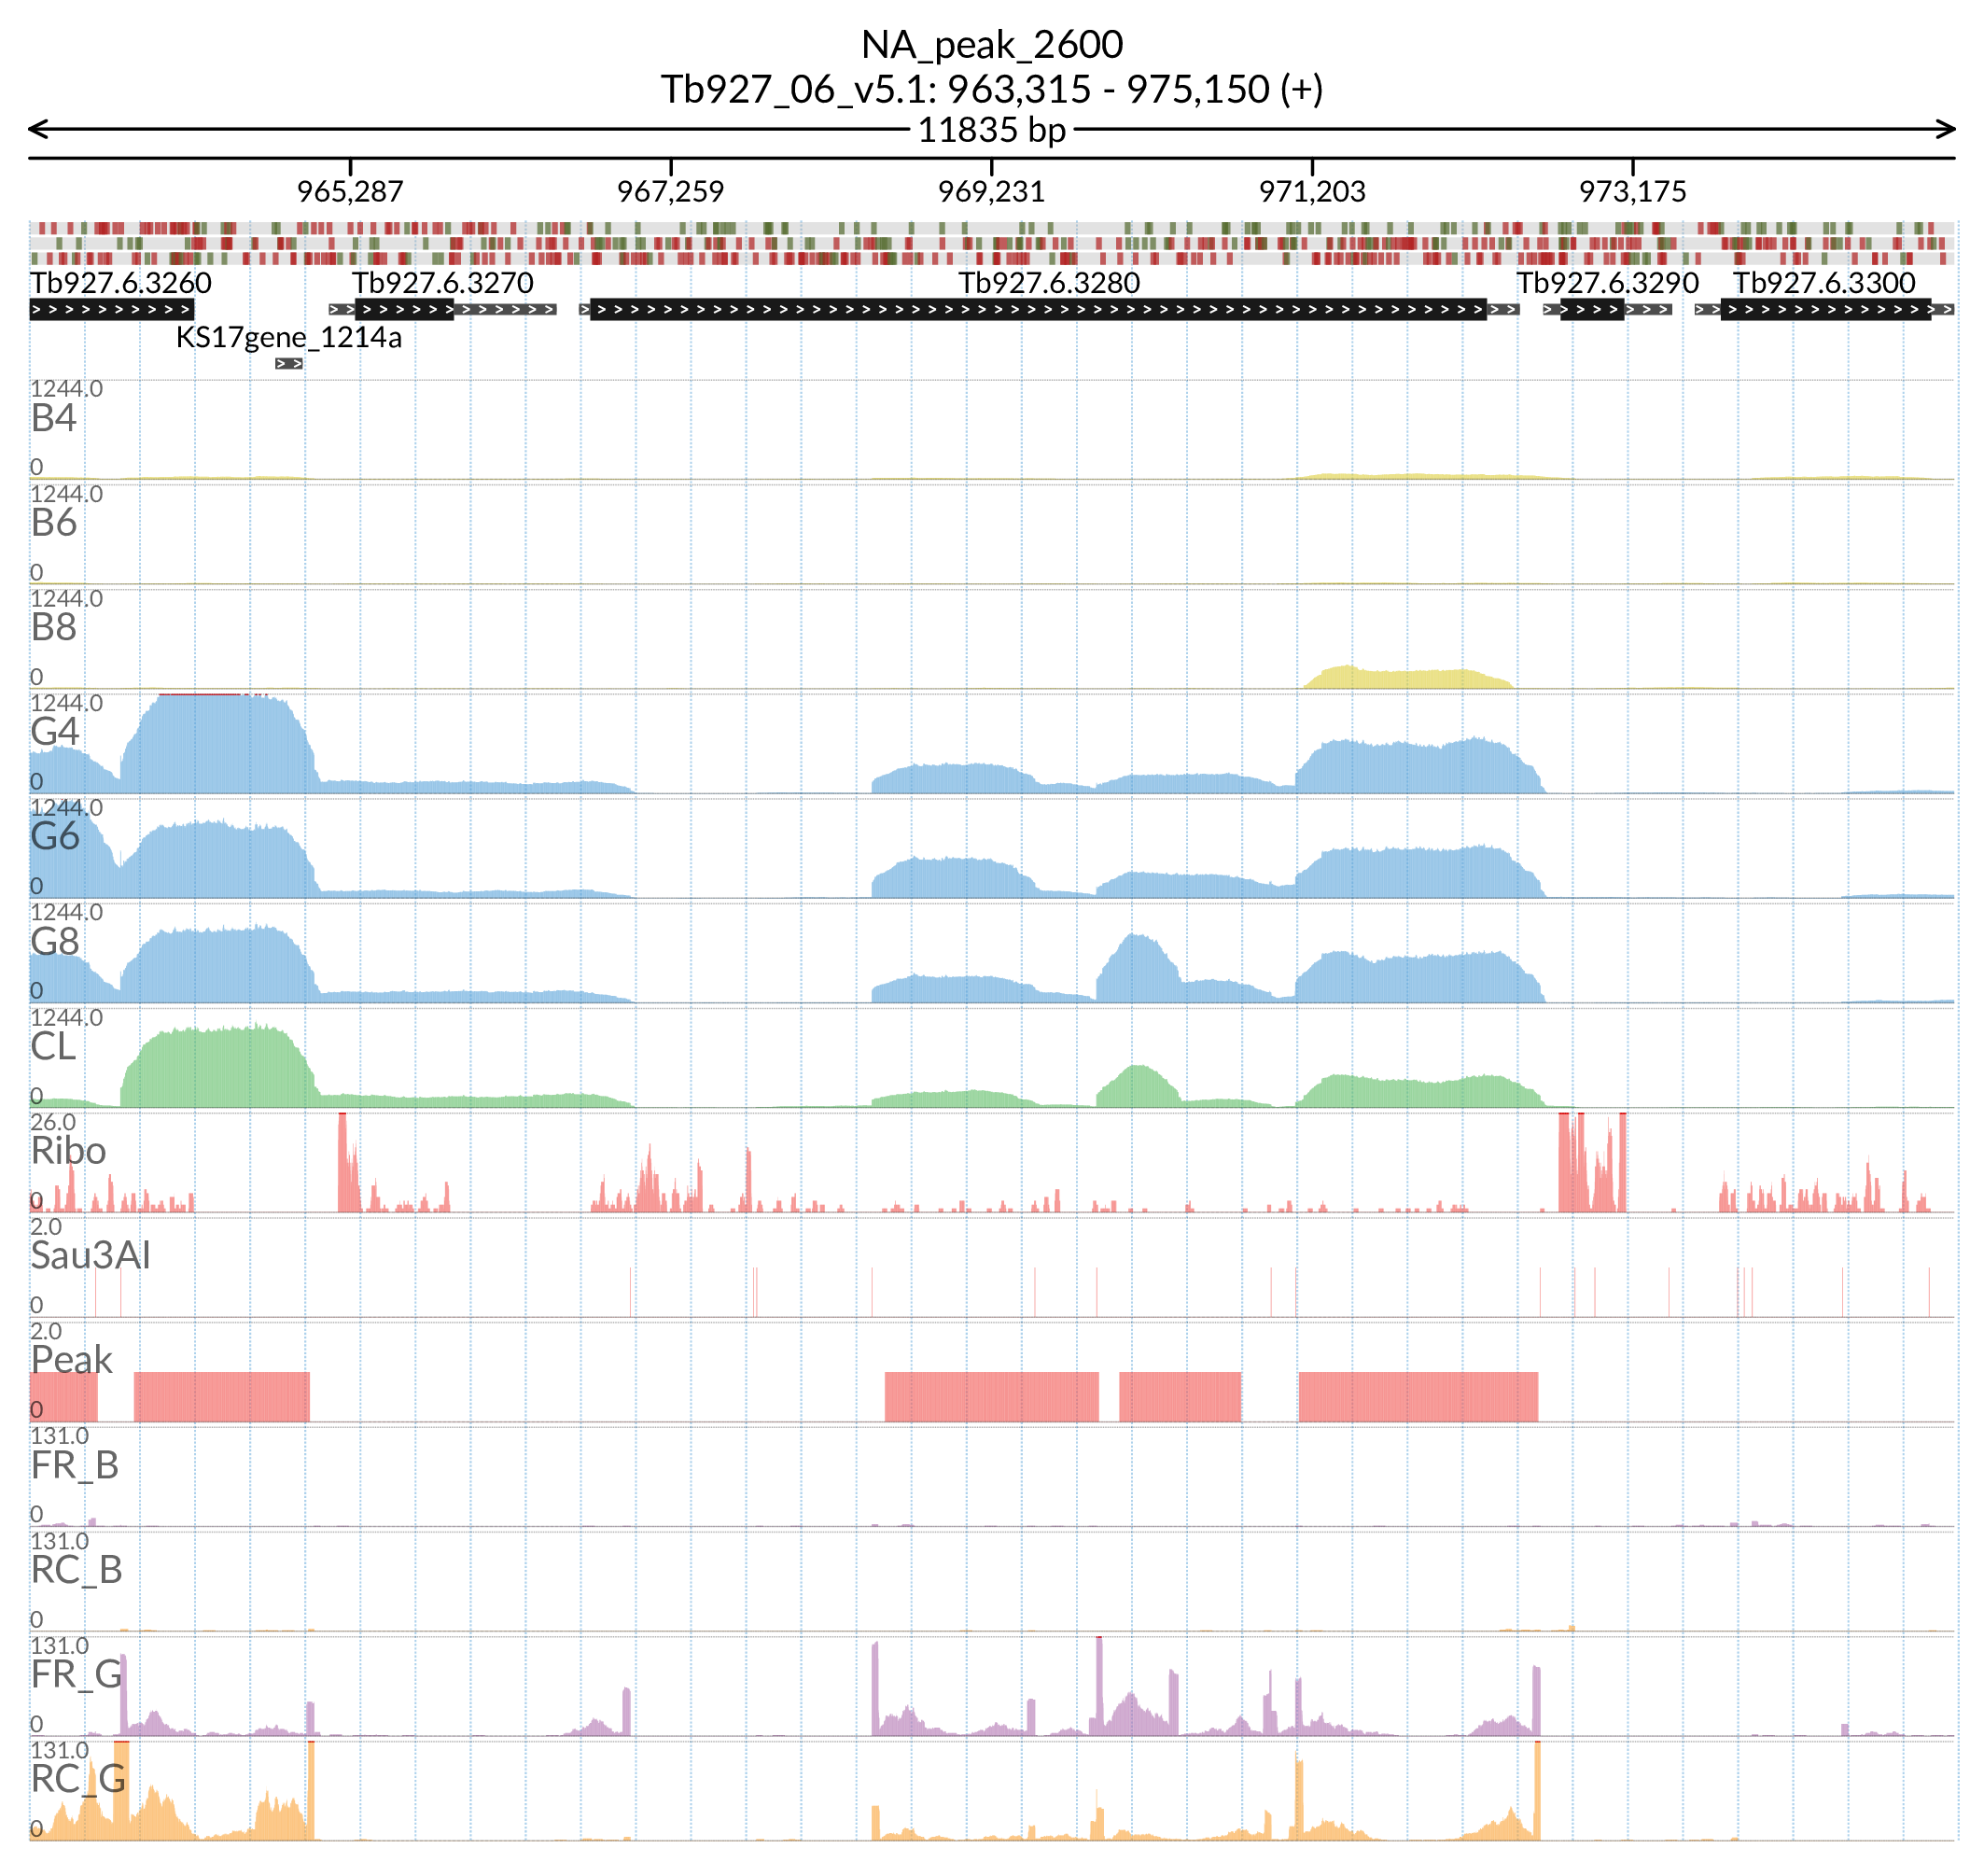 NA_peak_2600
Tb927_06_v5.1: 963,315 - 975,150 (+)
11835 bp
965,287 967,259 969,231 971,203 973,175
Tb927.6.3260 Tb927.6.3270 Tb927.6.3280 Tb927.6.3290 Tb927.6.3300
KS17gene_1214a
1244.0
B4
0
1244.0
B6
0
1244.0
B8
0
1244.0
G4
0
1244.0
G6
0
1244.0
G8
0
1244.0
CL
0
26.0
Ribo
0
2.0
Sau3AI
0
2.0
Peak
0
131.0
FR_B
0
131.0
RC_B
0
131.0
FR_G
0
131.0
RC_G
0